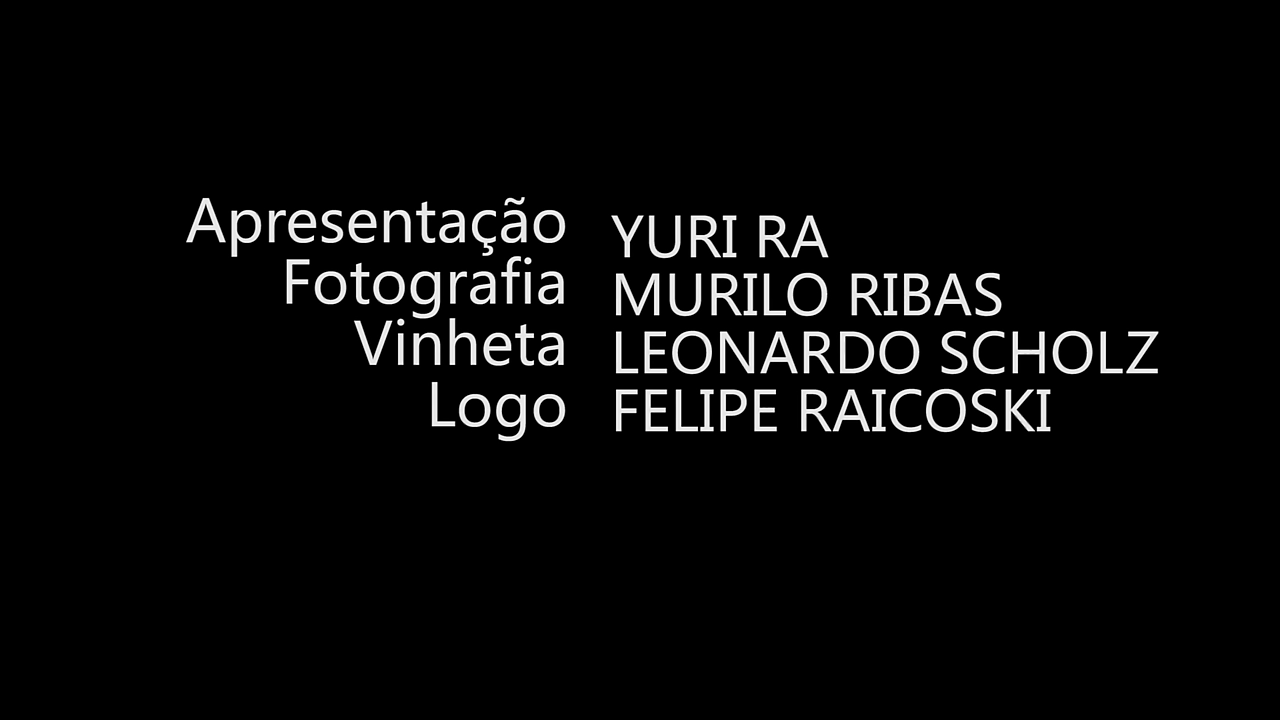 Apresentação YURI RA
Fotografia MURILO RIBAS
Vinheta LEONARDO SCHOLZ
Logo FELIPE RAICOSKI